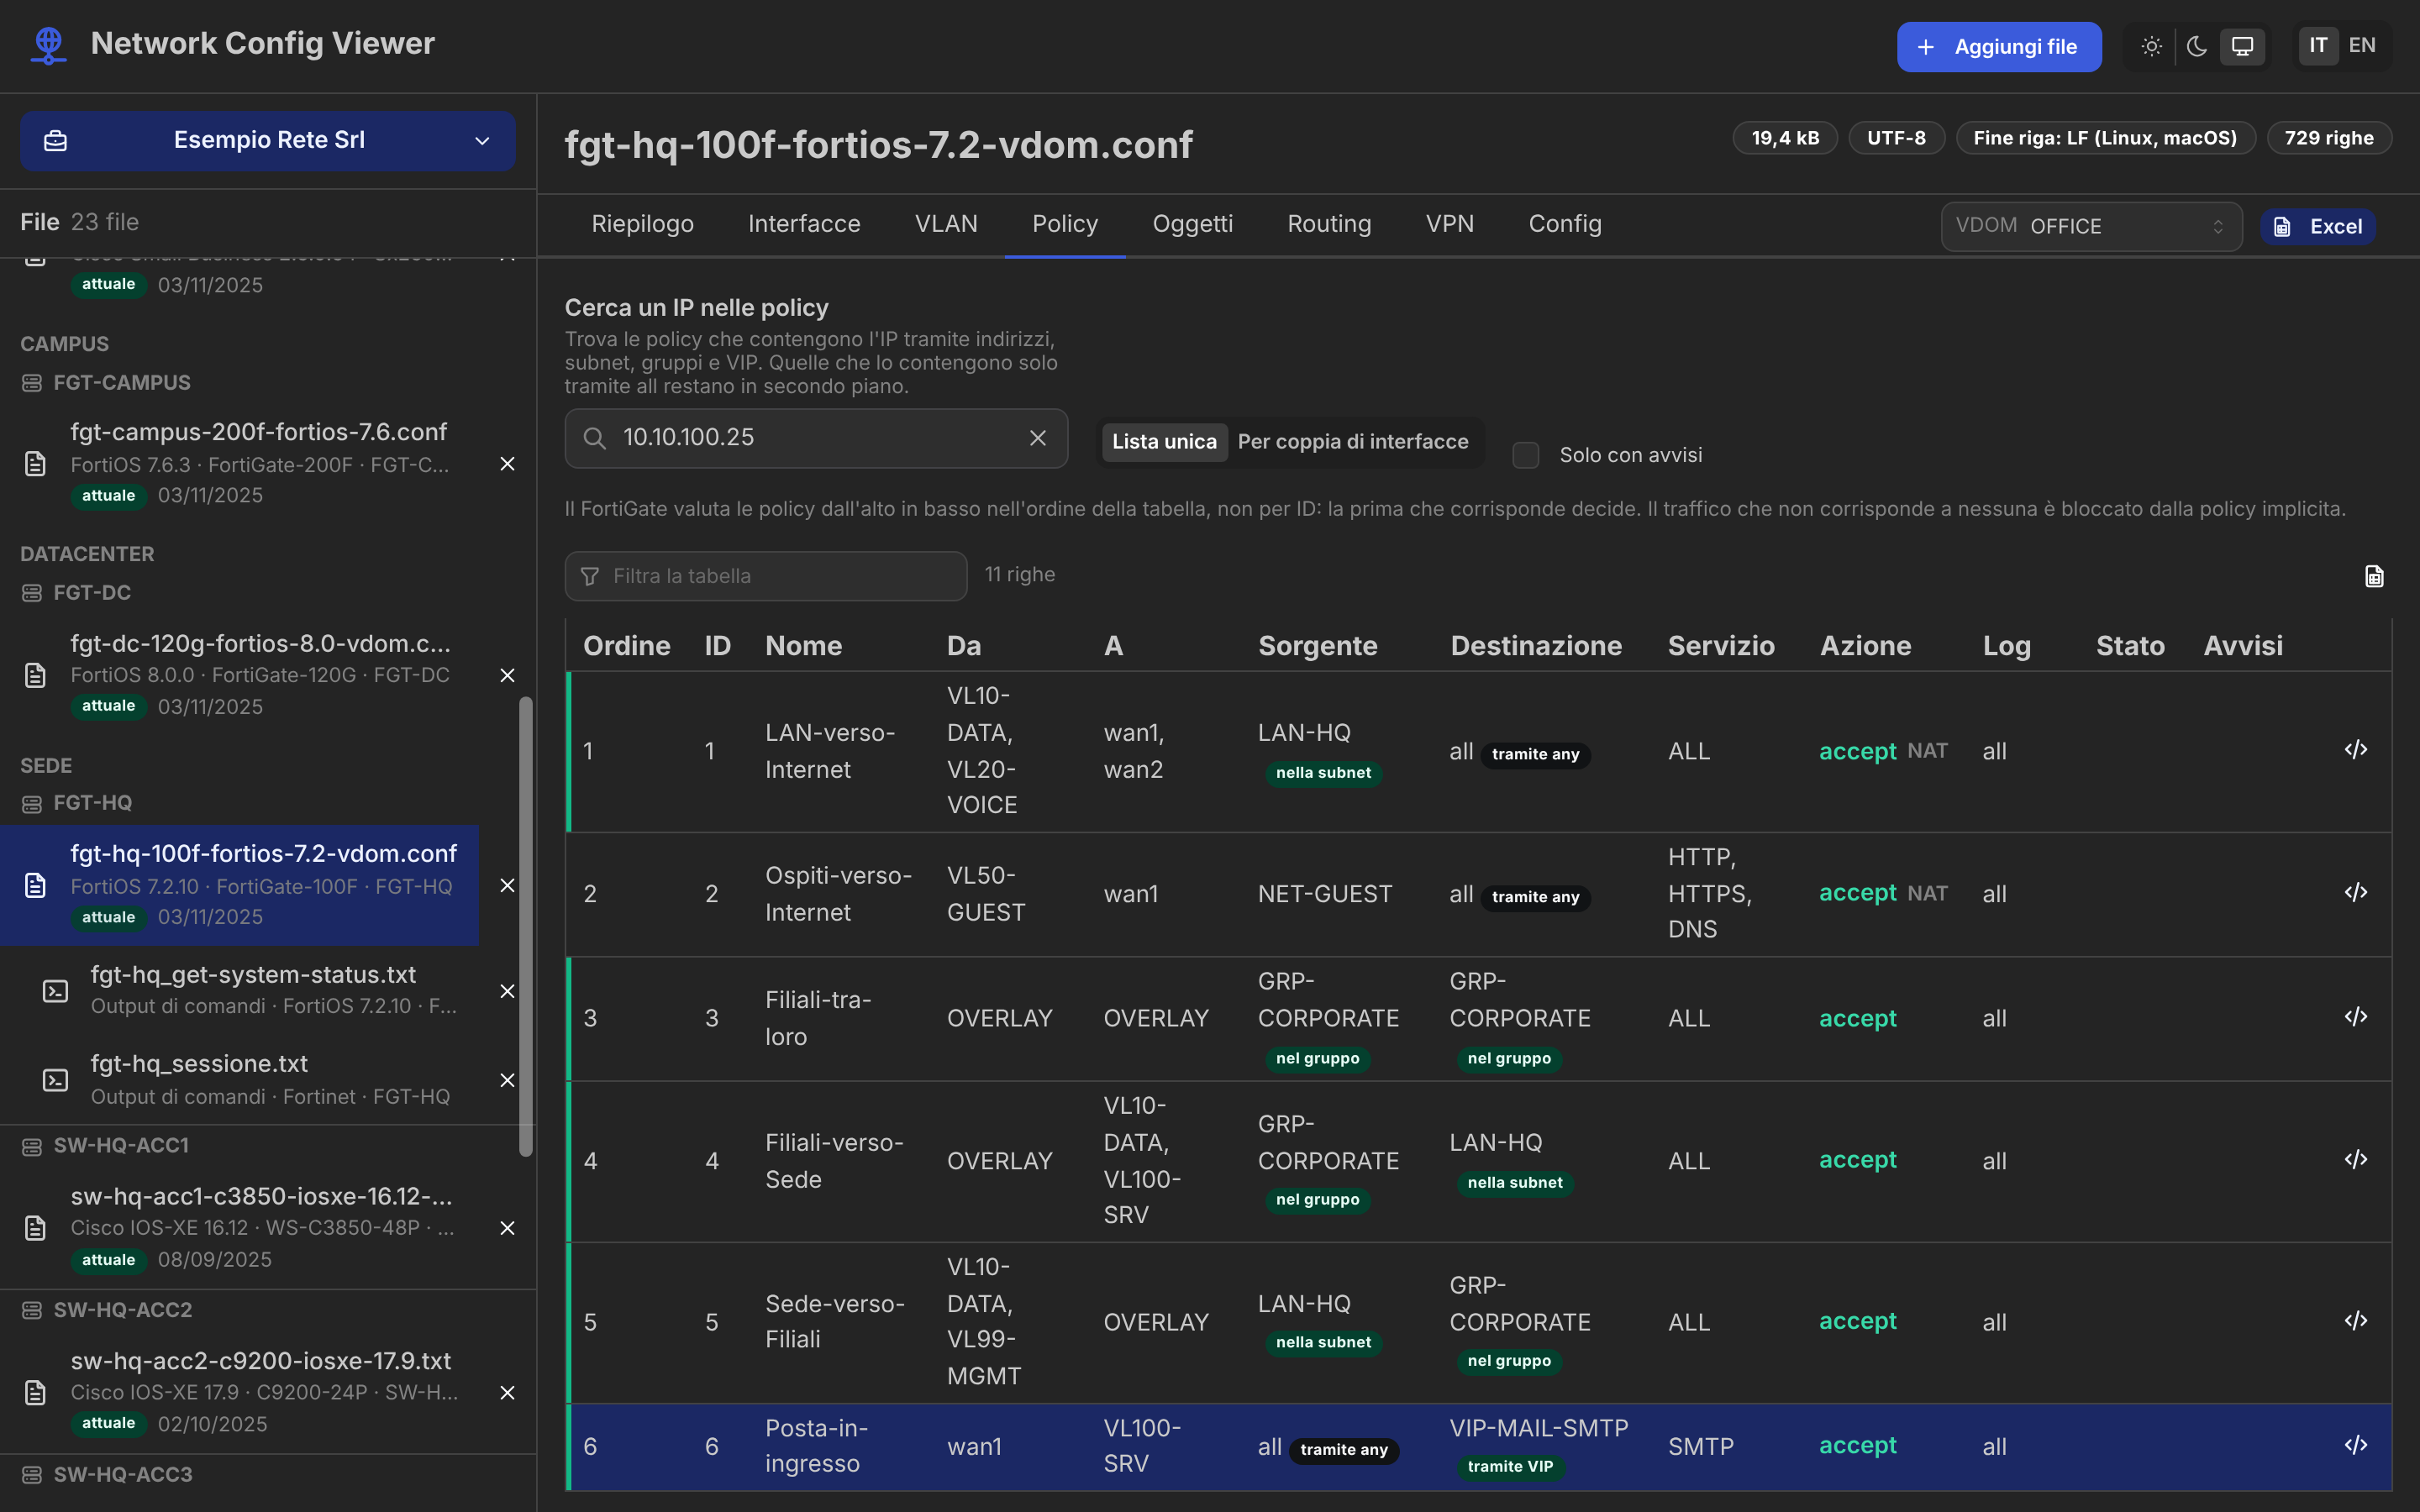 Network Config Viewer
Aggiungi file
IT EN
Esempio Rete Srl
File 23 file
attuale 03/11/2025
CAMPUS
FGT-CAMPUS
fgt-campus-200f-fortios-7.6.conf
FortiOS 7.6.3 · FortiGate-200F · FGT-C...
attuale 03/11/2025
DATACENTER
FGT-DC
fgt-dc-120g-fortios-8.0-vdom.c...
FortiOS 8.0.0 · FortiGate-120G · FGT-DC
attuale 03/11/2025
SEDE
FGT-HQ
fgt-hq-100f-fortios-7.2-vdom.conf
FortiOS 7.2.10 · FortiGate-100F · FGT-HQ
attuale 03/11/2025
fgt-hq_get-system-status.txt
Output di comandi · FortiOS 7.2.10 · F...
fgt-hq_sessione.txt
Output di comandi · Fortinet · FGT-HQ
SW-HQ-ACC1
sw-hq-acc1-c3850-iosxe-16.12-...
Cisco IOS-XE 16.12 · WS-C3850-48P · ...
attuale 08/09/2025
SW-HQ-ACC2
sw-hq-acc2-c9200-iosxe-17.9.txt
Cisco IOS-XE 17.9 · C9200-24P · SW-H...
attuale 02/10/2025
SW-HQ-ACC3
fgt-hq-100f-fortios-7.2-vdom.conf
19,4 kB UTF-8 Fine riga: LF (Linux, macOS) 729 righe
Riepilogo Interfacce VLAN Policy Oggetti Routing VPN Config
VDOM OFFICE
Excel
Cerca un IP nelle policy
Trova le policy che contengono l'IP tramite indirizzi,
subnet, gruppi e VIP. Quelle che lo contengono solo
tramite all restano in secondo piano.
10.10.100.25
Lista unica Per coppia di interfacce
Solo con avvisi
Il FortiGate valuta le policy dall'alto in basso nell'ordine della tabella, non per ID: la prima che corrisponde decide. Il traffico che non corrisponde a nessuna è bloccato dalla policy implicita.
Filtra la tabella
11 righe
Ordine ID Nome Da A Sorgente Destinazione Servizio Azione Log Stato Avvisi
1
1
LAN-verso-
Internet
VL10-
DATA,
VL20-
VOICE
wan1,
wan2
LAN-HQ
nella subnet
all tramite any
ALL
accept NAT
all
2
2
Ospiti-verso-
Internet
VL50-
GUEST
wan1
NET-GUEST
all tramite any
HTTP,
HTTPS,
DNS
accept NAT
all
3
3
Filiali-tra-
loro
OVERLAY
OVERLAY
GRP-
CORPORATE
nel gruppo
GRP-
CORPORATE
nel gruppo
ALL
accept
all
4
4
Filiali-verso-
Sede
OVERLAY
VL10-
DATA,
VL100-
SRV
GRP-
CORPORATE
nel gruppo
LAN-HQ
nella subnet
ALL
accept
all
5
5
Sede-verso-
Filiali
VL10-
DATA,
VL99-
MGMT
OVERLAY
LAN-HQ
nella subnet
GRP-
CORPORATE
nel gruppo
ALL
accept
all
6
6
Posta-in-
ingresso
wan1
VL100-
SRV
all tramite any
VIP-MAIL-SMTP
tramite VIP
SMTP
accept
all